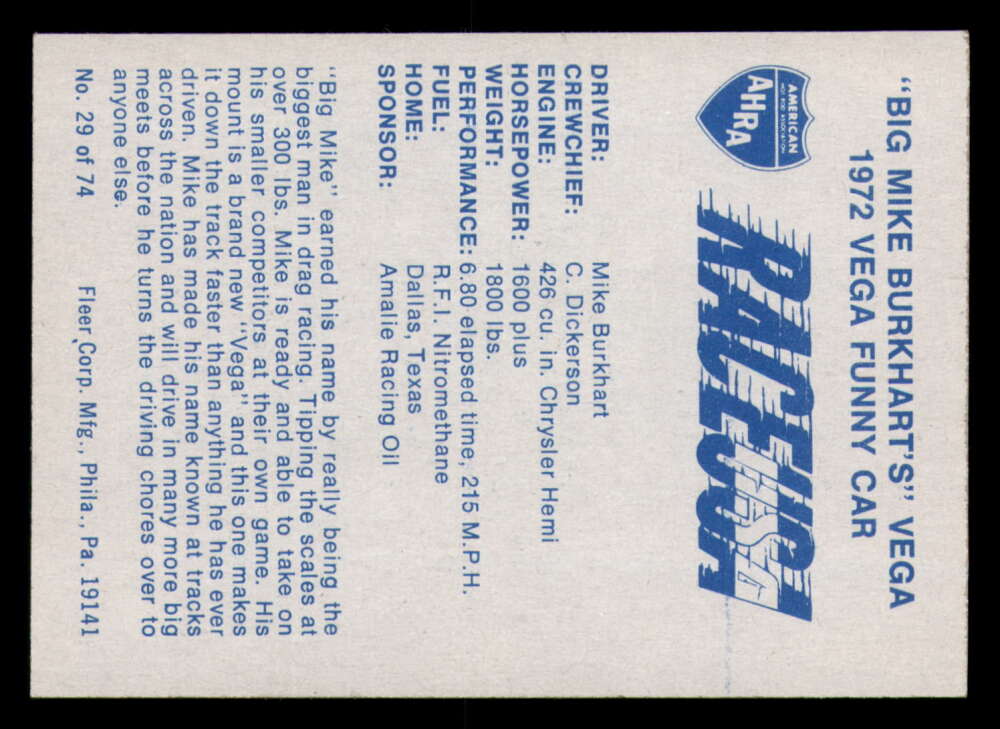 "BIG MIKE BURKHART'S" VEGA
1972 VEGA FUNNY CAR
AMERICAN
HOT ROD ASSOCIATION
AHRA
RACE
USA
DRIVER: Mike Burkhart
CREWCHIEF: C. Dickerson
ENGINE: 426 cu. in. Chrysler Hemi
HORSEPOWER: 1600 plus
WEIGHT: 1800 lbs.
PERFORMANCE: 6.80 elapsed time, 215 M.P.H.
FUEL: R.F.I. Nitromethane
HOME: Dallas, Texas
SPONSOR: Amalie Racing Oil
"Big Mike" earned his name by really being the
biggest man in drag racing. Tipping the scales at
over 300 lbs. Mike is ready and able to take on
his smaller competitors at their own game. His
mount is a brand new "Vega" and this one makes
it down the track faster than anything he has ever
driven. Mike has made his name known at tracks
across the nation and will drive in many more big
meets before he turns the driving chores over to
anyone else.
No. 29 of 74 Fleer Corp. Mfg., Phila., Pa. 19141